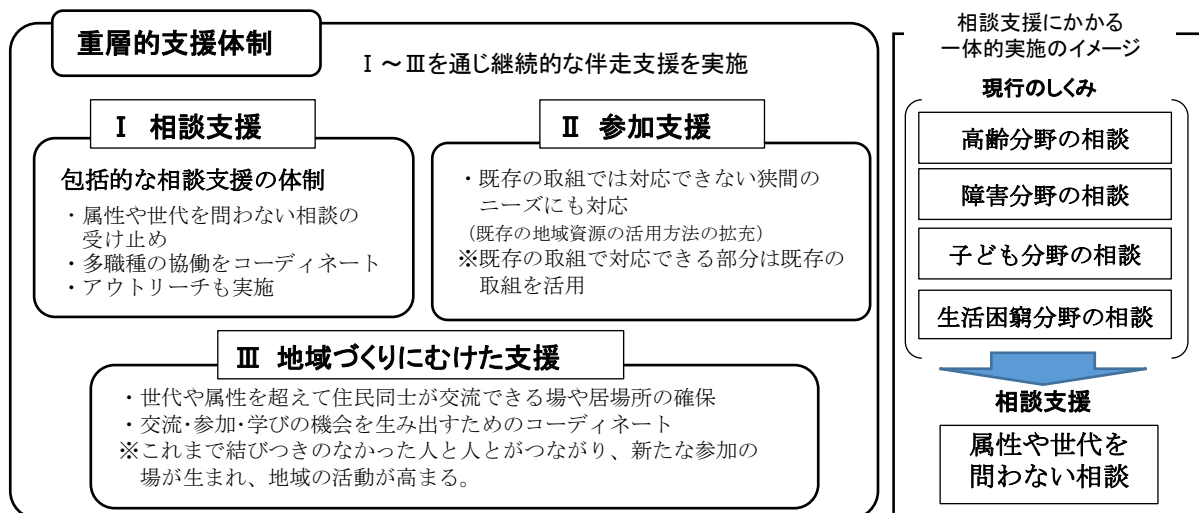 重層的支援体制
Ⅰ～Ⅲを通じ継続的な伴走支援を実施
Ⅰ 相談支援
包括的な相談支援の体制
・属性や世代を問わない相談の
受け止め
・多職種の協働をコーディネート
・アウトリーチも実施
Ⅱ 参加支援
・既存の取組では対応できない狭間の
ニーズにも対応
（既存の地域資源の活用方法の拡充）
※既存の取組で対応できる部分は既存の
取組を活用
Ⅲ 地域づくりにむけた支援
・世代や属性を超えて住民同士が交流できる場や居場所の確保
・交流・参加・学びの機会を生み出すためのコーディネート
※これまで結びつきのなかった人と人とがつながり、新たな参加の
場が生まれ、地域の活動が高まる。
相談支援にかかる
一体的実施のイメージ
現行のしくみ
高齢分野の相談
障害分野の相談
子ども分野の相談
生活困窮分野の相談
相談支援
属性や世代を
問わない相談